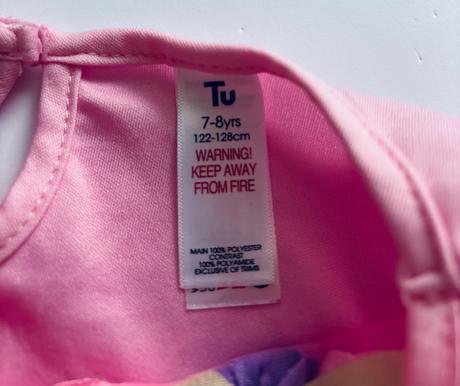 Tu
7-8yrs
122-128cm
WARNING!
KEEP AWAY
FROM FIRE
MAIN 100% POLYESTER
CONTRAST
100% POLYAMIDE
EXCLUSIVE OF TRIMS